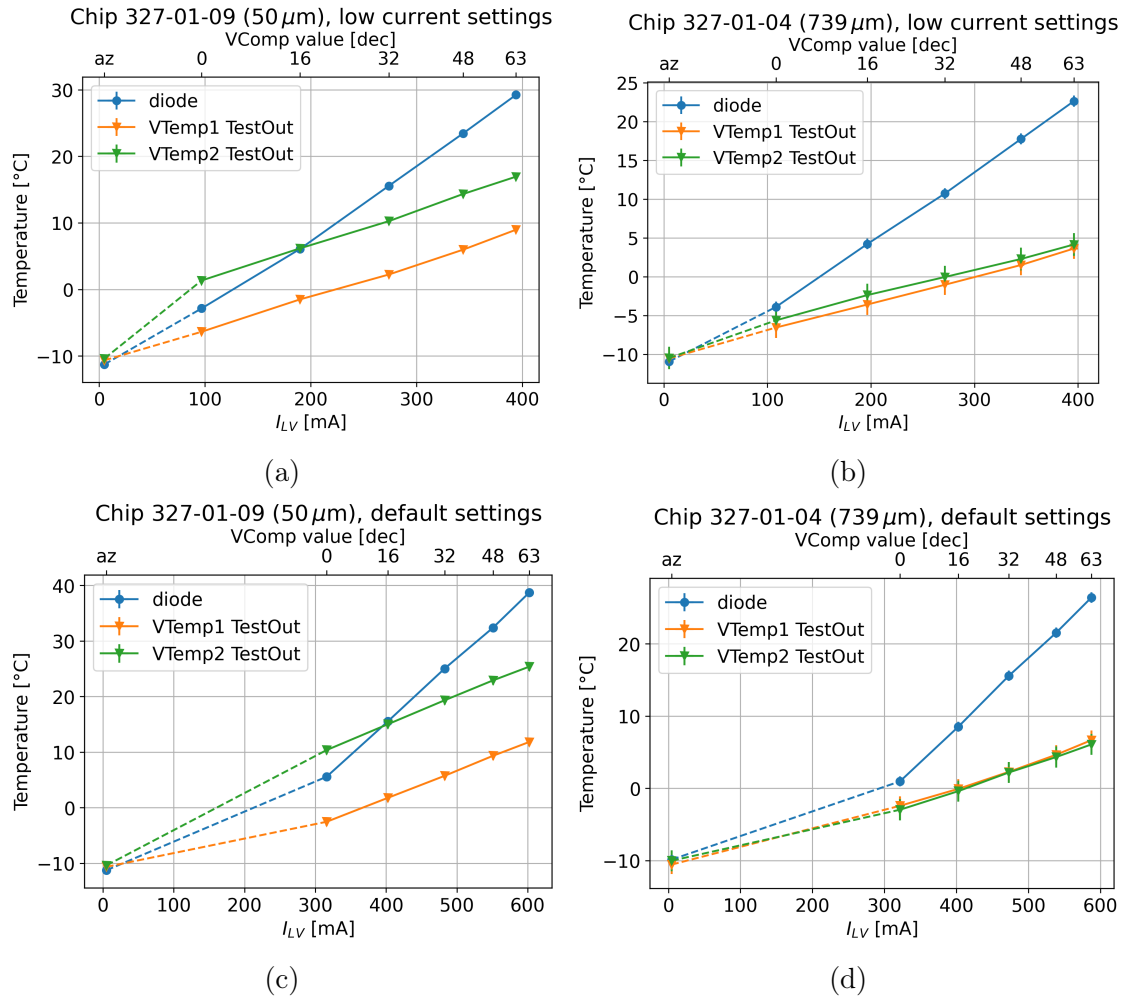 Chip 327-01-09 (50 μm), low current settings
VComp value [dec]
az 0 16 32 48 63
30
20
10
0
−10
Temperature [°C]
diode
VTemp1 TestOut
VTemp2 TestOut
0 100 200 300 400
I_LV [mA]
(a)
Chip 327-01-04 (739 μm), low current settings
VComp value [dec]
az 0 16 32 48 63
25
20
15
10
5
0
−5
−10
Temperature [°C]
diode
VTemp1 TestOut
VTemp2 TestOut
0 100 200 300 400
I_LV [mA]
(b)
Chip 327-01-09 (50 μm), default settings
VComp value [dec]
az 0 16 32 48 63
40
30
20
10
0
−10
Temperature [°C]
diode
VTemp1 TestOut
VTemp2 TestOut
0 100 200 300 400 500 600
I_LV [mA]
(c)
Chip 327-01-04 (739 μm), default settings
VComp value [dec]
az 0 16 32 48 63
20
10
0
−10
Temperature [°C]
diode
VTemp1 TestOut
VTemp2 TestOut
0 100 200 300 400 500 600
I_LV [mA]
(d)